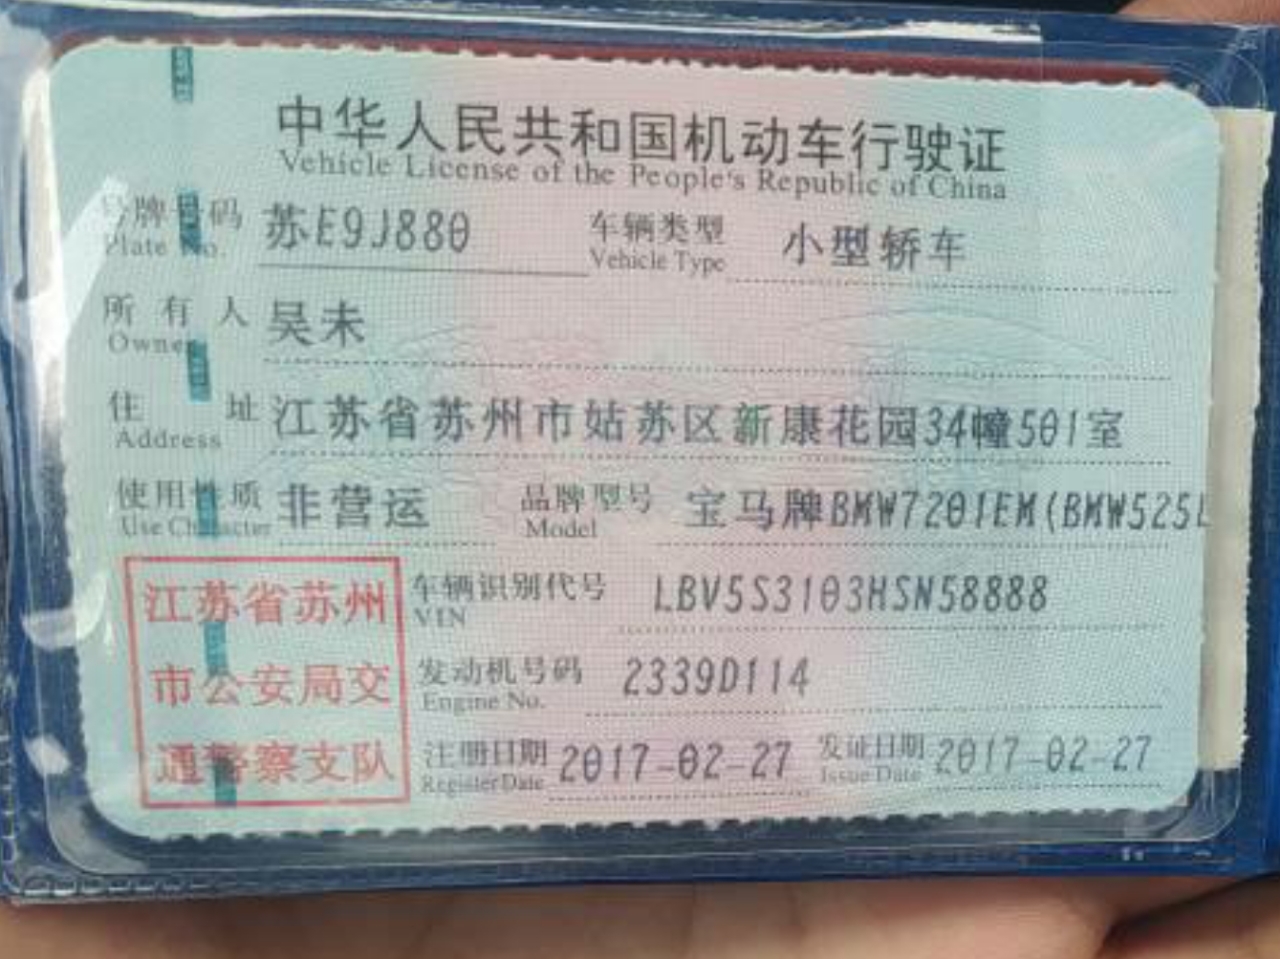 中华人民共和国机动车行驶证
Vehicle License of the People's Republic of China
号牌号码 苏E9J880 车辆类型 小型轿车
Plate No. Vehicle Type
所有人 吴未
Owner
住址 江苏省苏州市姑苏区新康花园34幢501室
Address
使用性质 非营运 品牌型号 宝马牌BMW7201EM(BMW525L
Use Character Model
江苏省苏州 车辆识别代号 LBV5S3103HSN58888
VIN
市公安局交 发动机号码 2339D114
Engine No.
通警察支队 注册日期 2017-02-27 发证日期 2017-02-27
Register Date Issue Date